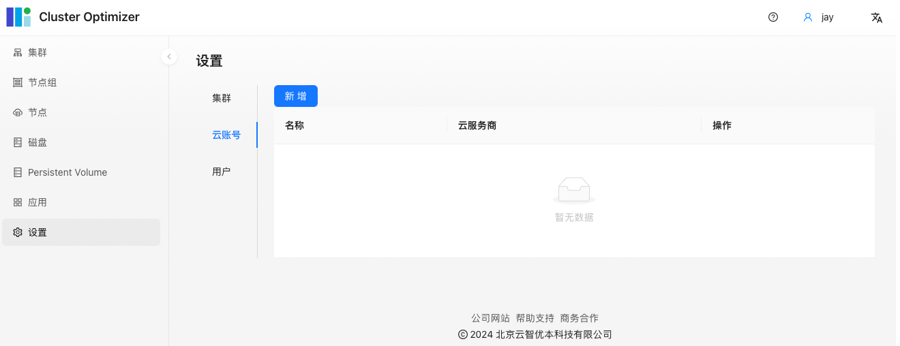 Cluster Optimizer
jay
集群
节点组
节点
磁盘
Persistent Volume
应用
设置
设置
集群
云账号
用户
新 增
名称 云服务商 操作
暂无数据
公司网站 帮助支持 商务合作
© 2024 北京云智优本科技有限公司